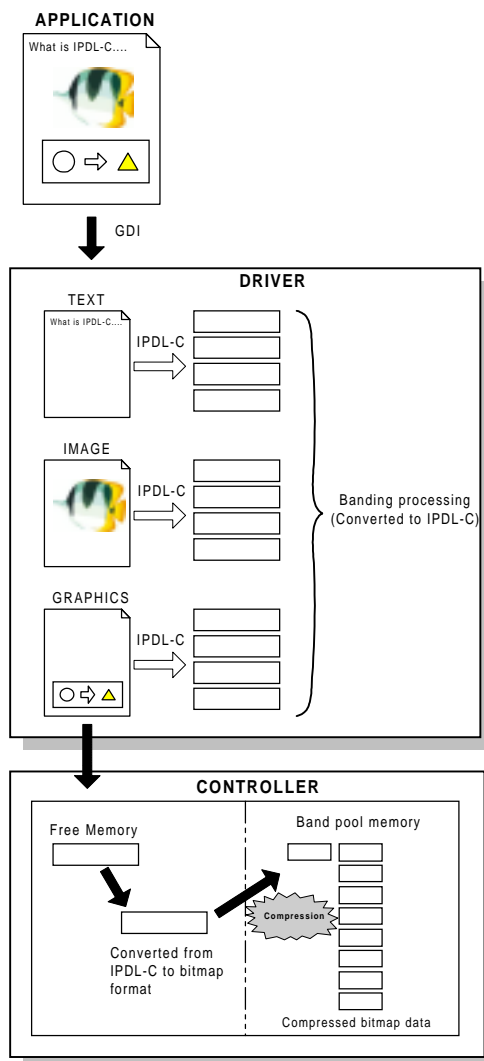 APPLICATION
What is IPDL-C....
GDI
DRIVER
TEXT
What is IPDL-C....
IPDL-C
IMAGE
IPDL-C
Banding processing
(Converted to IPDL-C)
GRAPHICS
IPDL-C
CONTROLLER
Free Memory
Band pool memory
Compression
Converted from
IPDL-C to bitmap
format
Compressed bitmap data